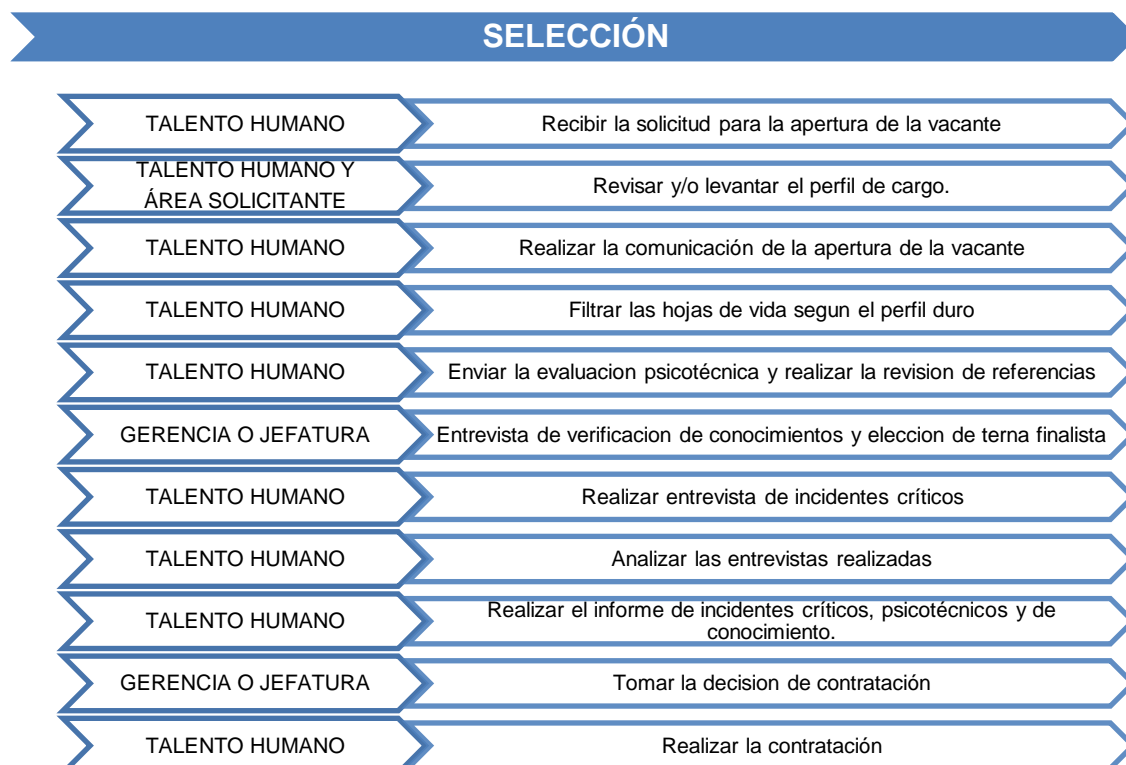 SELECCIÓN
TALENTO HUMANO
Recibir la solicitud para la apertura de la vacante
TALENTO HUMANO Y
ÁREA SOLICITANTE
Revisar y/o levantar el perfil de cargo.
TALENTO HUMANO
Realizar la comunicación de la apertura de la vacante
TALENTO HUMANO
Filtrar las hojas de vida segun el perfil duro
TALENTO HUMANO
Enviar la evaluacion psicotécnica y realizar la revision de referencias
GERENCIA O JEFATURA
Entrevista de verificacion de conocimientos y eleccion de terna finalista
TALENTO HUMANO
Realizar entrevista de incidentes críticos
TALENTO HUMANO
Analizar las entrevistas realizadas
TALENTO HUMANO
Realizar el informe de incidentes críticos, psicotécnicos y de
conocimiento.
GERENCIA O JEFATURA
Tomar la decision de contratación
TALENTO HUMANO
Realizar la contratación